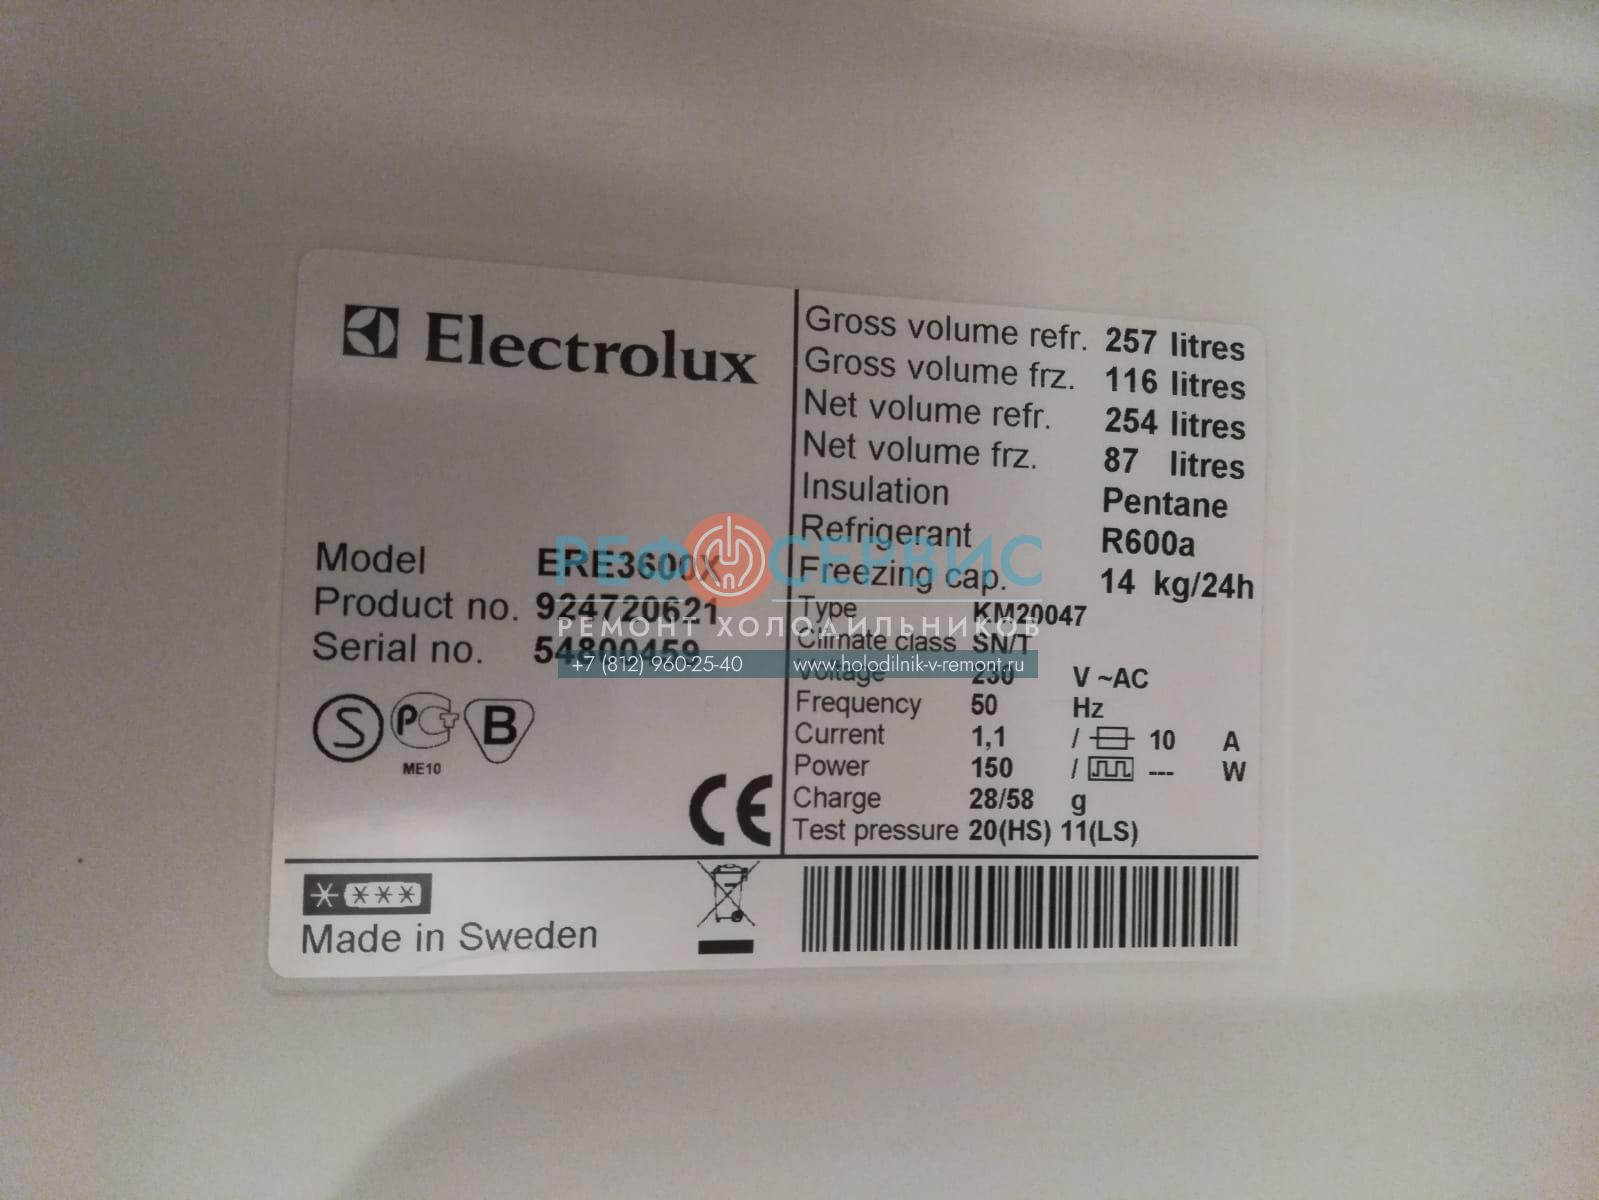 Electrolux
Model ERE3600X
Product no. 924720621
Serial no. 54800459
S
PCT
ME10
B
CE
Made in Sweden
Gross volume refr. 257 litres
Gross volume frz. 116 litres
Net volume refr. 254 litres
Net volume frz. 87 litres
Insulation Pentane
Refrigerant R600a
Freezing cap. 14 kg/24h
Type KM20047
Climate class SN/T
Voltage 230 V ~AC
Frequency 50 Hz
Current 1,1 / 10 A
Power 150 / --- W
Charge 28/58 g
Test pressure 20(HS) 11(LS)
РЕФ СЕРВИС
РЕМОНТ ХОЛОДИЛЬНИКОВ
+7 (812) 960-25-40 www.holodilnik-v-remont.ru